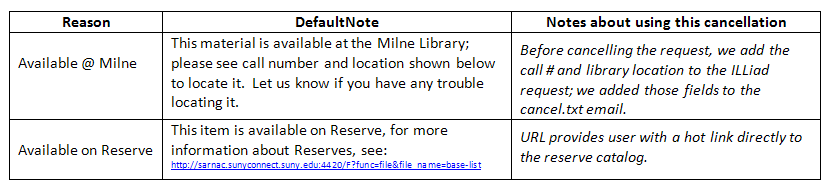 Reason DefaultNote Notes about using this cancellation
Available @ Milne
This material is available at the Milne Library;
please see call number and location shown below
to locate it.  Let us know if you have any trouble
locating it.
Before cancelling the request, we add the
call # and library location to the ILLiad
request; we added those fields to the
cancel.txt email.
Available on Reserve
This item is available on Reserve, for more
information about Reserves, see:
http://sarnac.sunyconnect.suny.edu:4420/F?func=file&file_name=base-list
URL provides user with a hot link directly to
the reserve catalog.